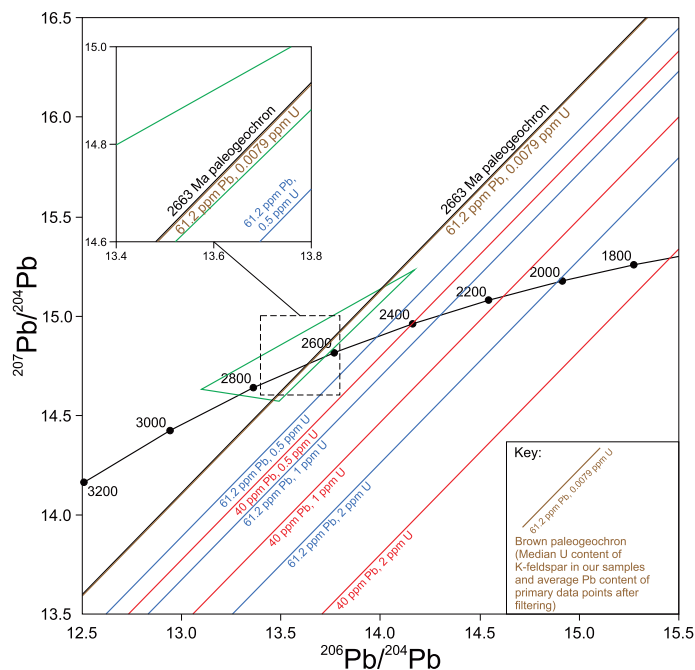 16.5
16.0
15.5
15.0
14.5
14.0
13.5
207Pb/204Pb
12.5
13.0
13.5
14.0
14.5
15.0
15.5
206Pb/204Pb
15.0
14.8
14.6
13.4
13.6
13.8
2663 Ma paleogeochron
61.2 ppm Pb, 0.0079 ppm U
61.2 ppm Pb,
0.5 ppm U
2663 Ma paleogeochron
61.2 ppm Pb, 0.0079 ppm U
1800
2000
2200
2400
2600
2800
3000
3200
61.2 ppm Pb, 0.5 ppm U
40 ppm Pb, 0.5 ppm U
61.2 ppm Pb, 1 ppm U
40 ppm Pb, 1 ppm U
61.2 ppm Pb, 2 ppm U
40 ppm Pb, 2 ppm U
Key:
61.2 ppm Pb, 0.0079 ppm U
Brown paleogeochron
(Median U content of
K-feldspar in our samples
and average Pb content of
primary data points after
filtering)